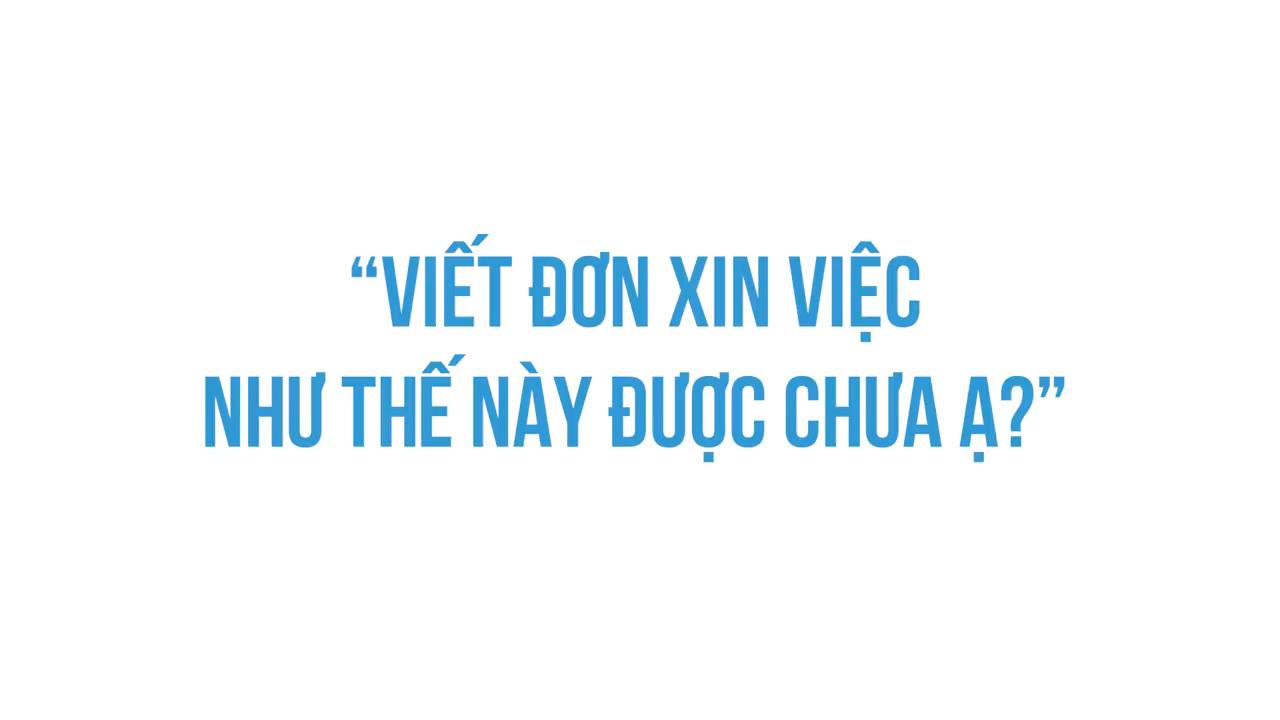 “VIẾT ĐƠN XIN VIỆC
NHƯ THẾ NÀY ĐƯỢC CHƯA Ạ?”